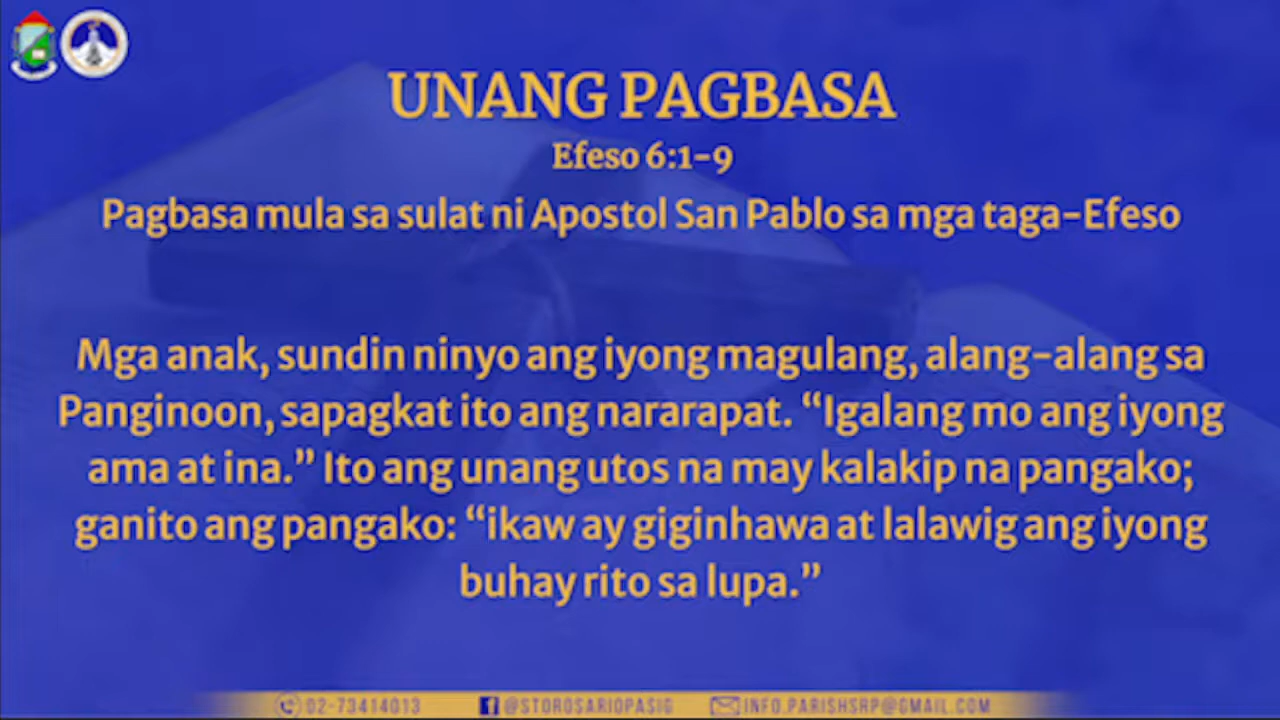 UNANG PAGBASA
Efeso 6:1-9
Pagbasa mula sa sulat ni Apostol San Pablo sa mga taga-Efeso
Mga anak, sundin ninyo ang iyong magulang, alang-alang sa
Panginoon, sapagkat ito ang nararapat. “Igalang mo ang iyong
ama at ina.” Ito ang unang utos na may kalakip na pangako;
ganito ang pangako: “ikaw ay giginhawa at lalawig ang iyong
buhay rito sa lupa.”
02-73414013 @STOROSARIOPASIG INFO.PARISHSRP@GMAIL.COM